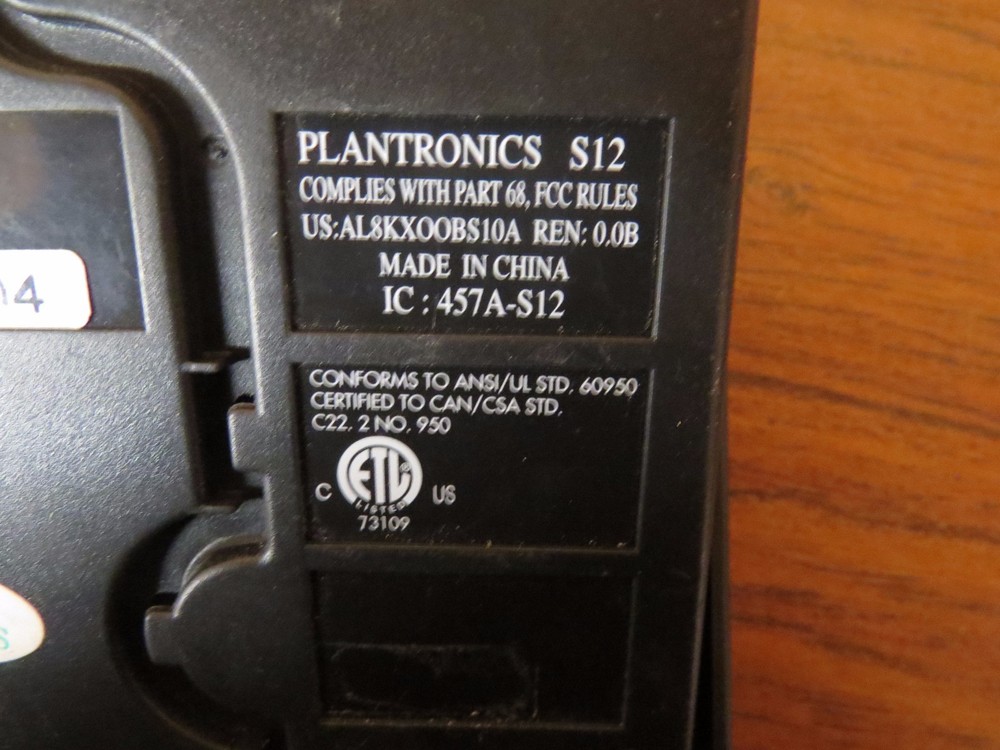 PLANTRONICS S12
COMPLIES WITH PART 68, FCC RULES
US:AL8KXOOBS10A REN: 0.0B
MADE IN CHINA
IC : 457A-S12
CONFORMS TO ANSI/UL STD. 60950
CERTIFIED TO CAN/CSA STD.
C22. 2 NO. 950
ETL
C US
LISTED
73109
4
S